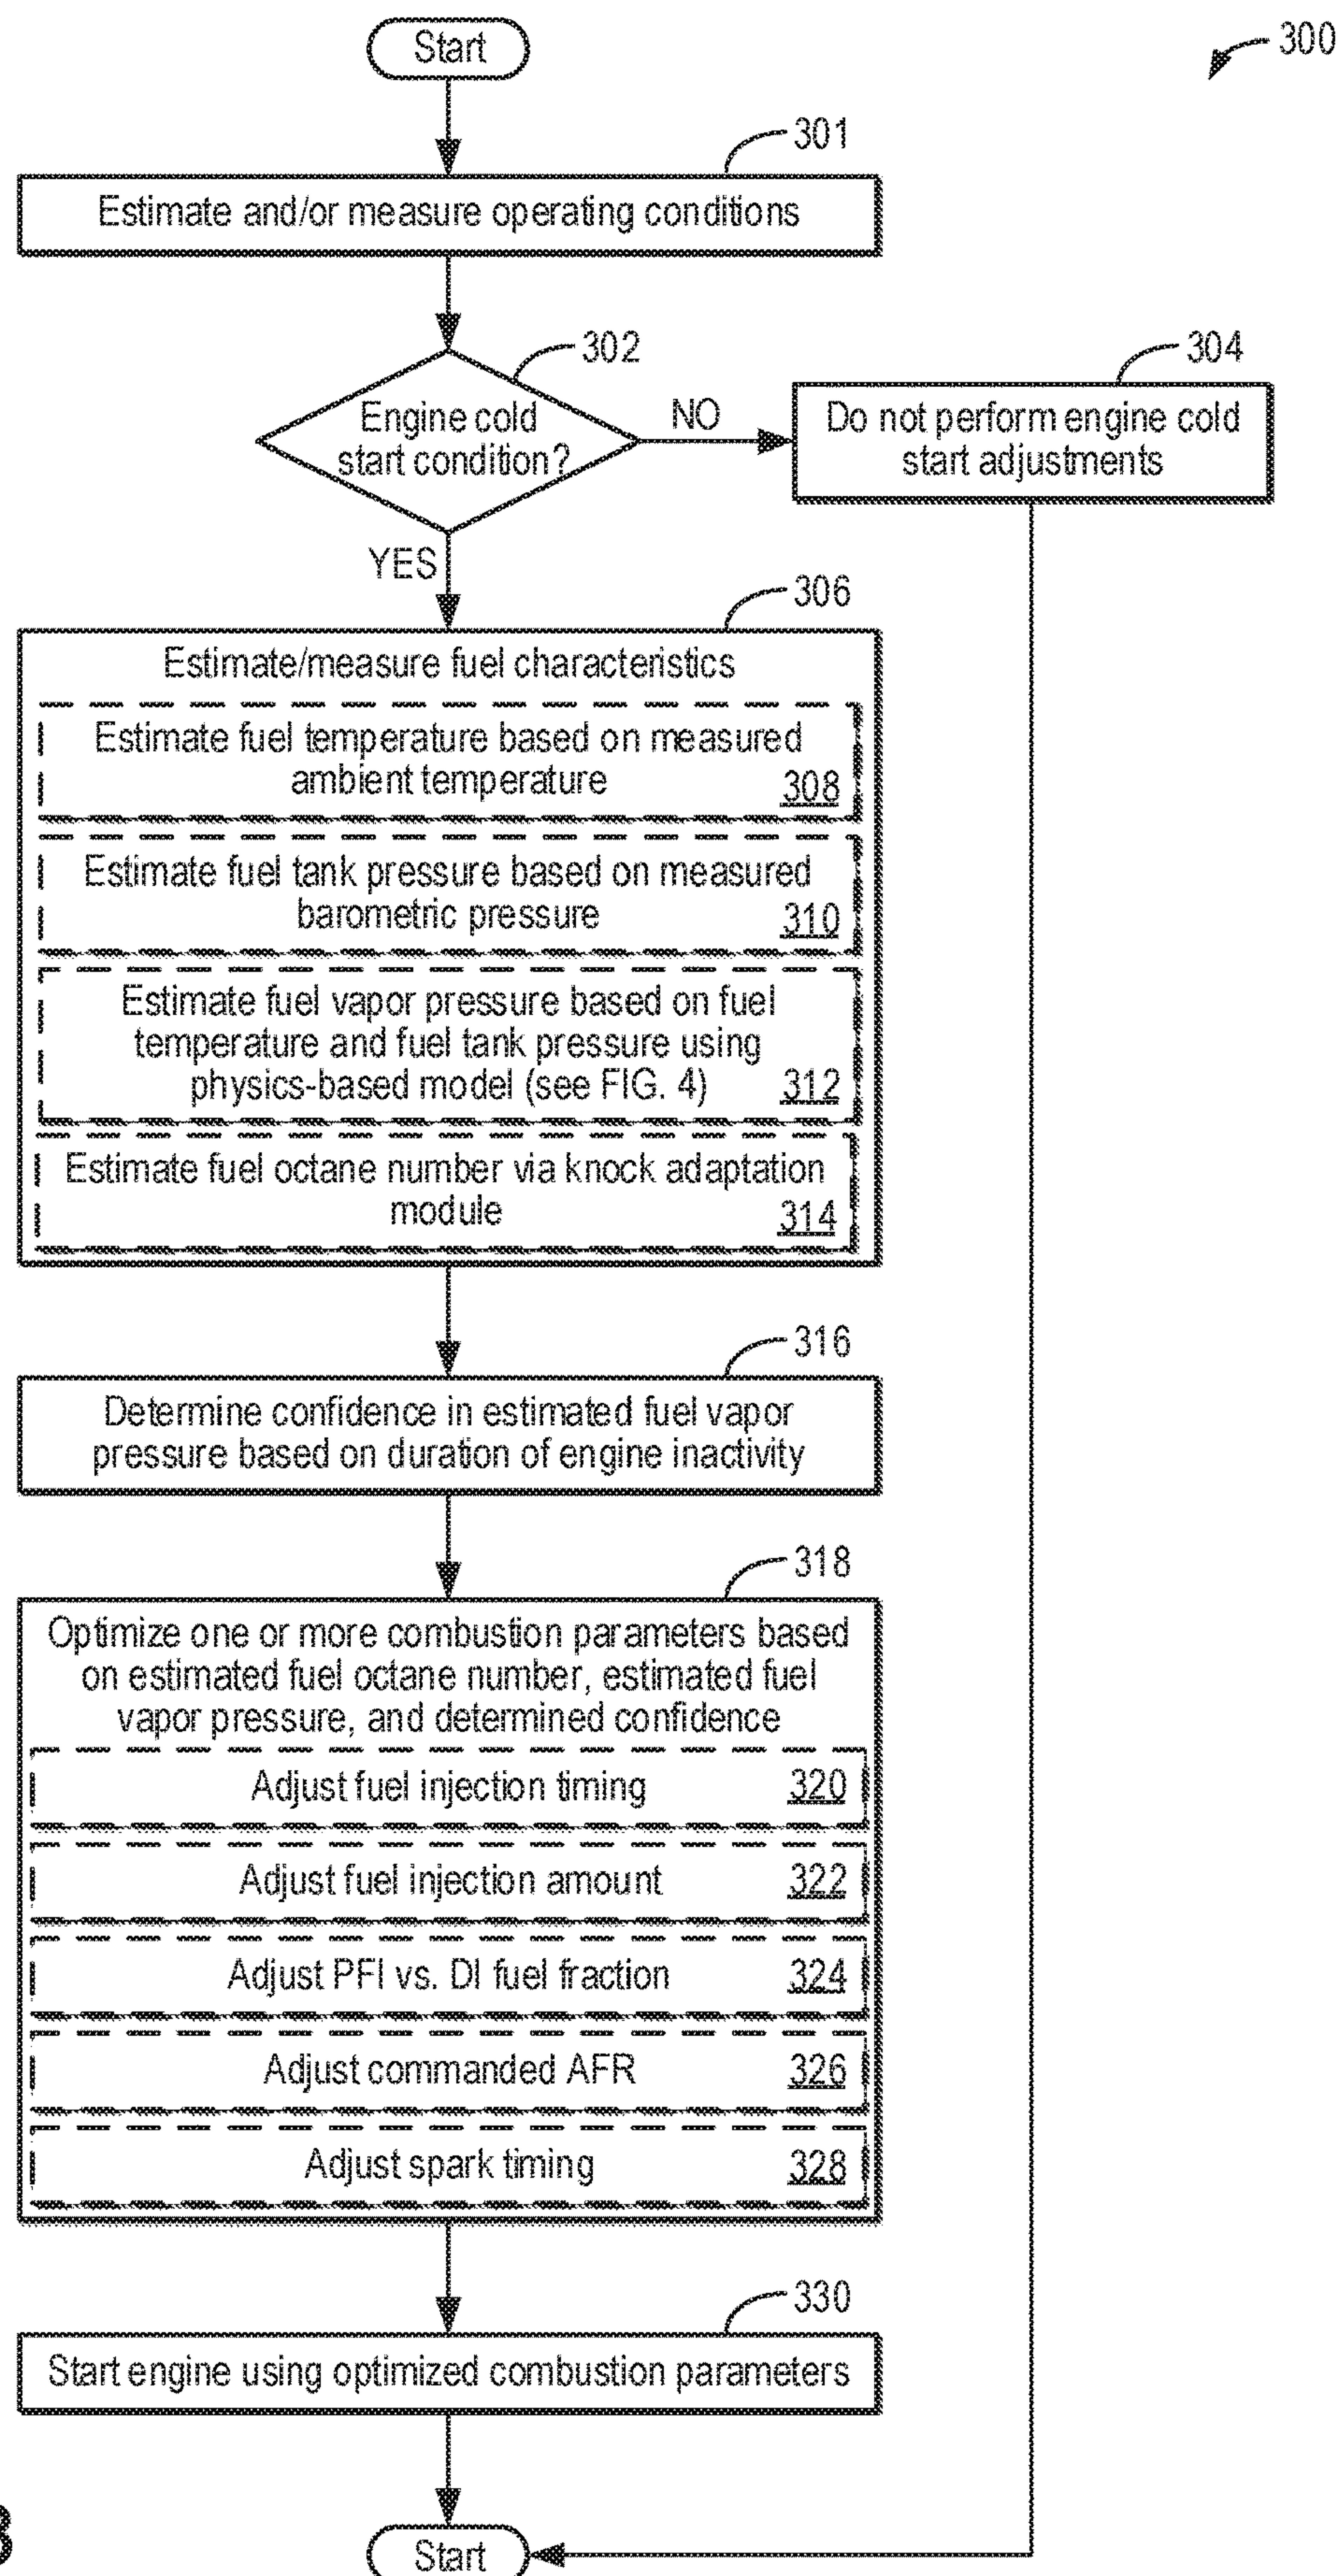 Start
300
301
Estimate and/or measure operating conditions
302
Engine cold
start condition?
NO
304
Do not perform engine cold
start adjustments
YES
306
Estimate/measure fuel characteristics
Estimate fuel temperature based on measured
ambient temperature
308
Estimate fuel tank pressure based on measured
barometric pressure
310
Estimate fuel vapor pressure based on fuel
temperature and fuel tank pressure using
physics-based model (see FIG. 4)
312
Estimate fuel octane number via knock adaptation
module
314
316
Determine confidence in estimated fuel vapor
pressure based on duration of engine inactivity
318
Optimize one or more combustion parameters based
on estimated fuel octane number, estimated fuel
vapor pressure, and determined confidence
Adjust fuel injection timing
320
Adjust fuel injection amount
322
Adjust PFI vs. DI fuel fraction
324
Adjust commanded AFR
326
Adjust spark timing
328
330
Start engine using optimized combustion parameters
Start